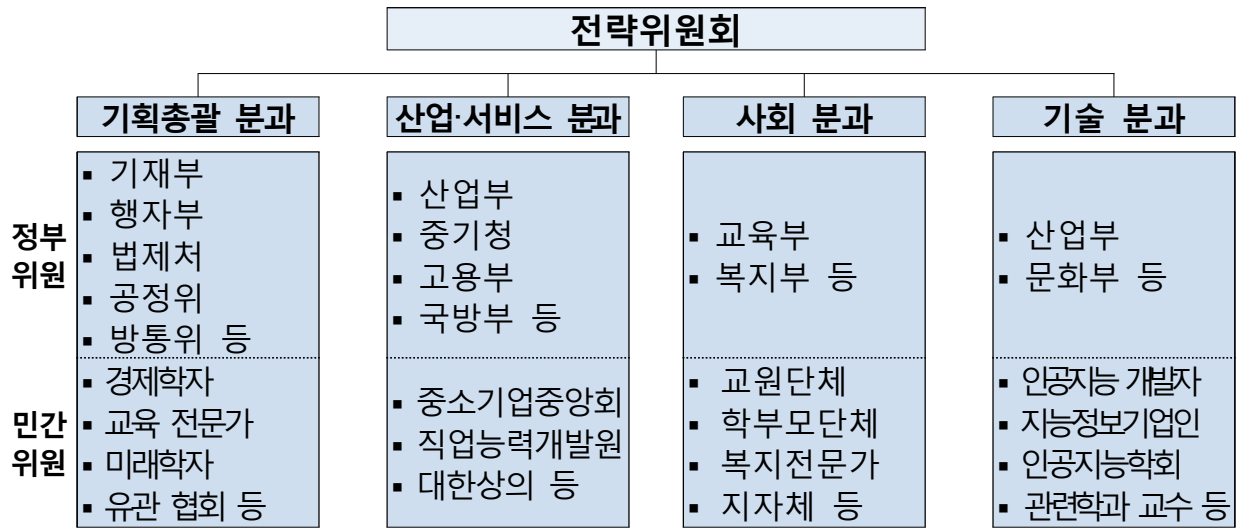 전략위원회
기획총괄 분과
산업·서비스 분과
사회 분과
기술 분과
정부
위원
▪ 기재부
▪ 행자부
▪ 법제처
▪ 공정위
▪ 방통위 등
▪ 산업부
▪ 중기청
▪ 고용부
▪ 국방부 등
▪ 교육부
▪ 복지부 등
▪ 산업부
▪ 문화부 등
민간
위원
▪ 경제학자
▪ 교육 전문가
▪ 미래학자
▪ 유관 협회 등
▪ 중소기업중앙회
▪ 직업능력개발원
▪ 대한상의 등
▪ 교원단체
▪ 학부모단체
▪ 복지전문가
▪ 지자체 등
▪ 인공지능 개발자
▪ 지능정보기업인
▪ 인공지능학회
▪ 관련학과 교수 등